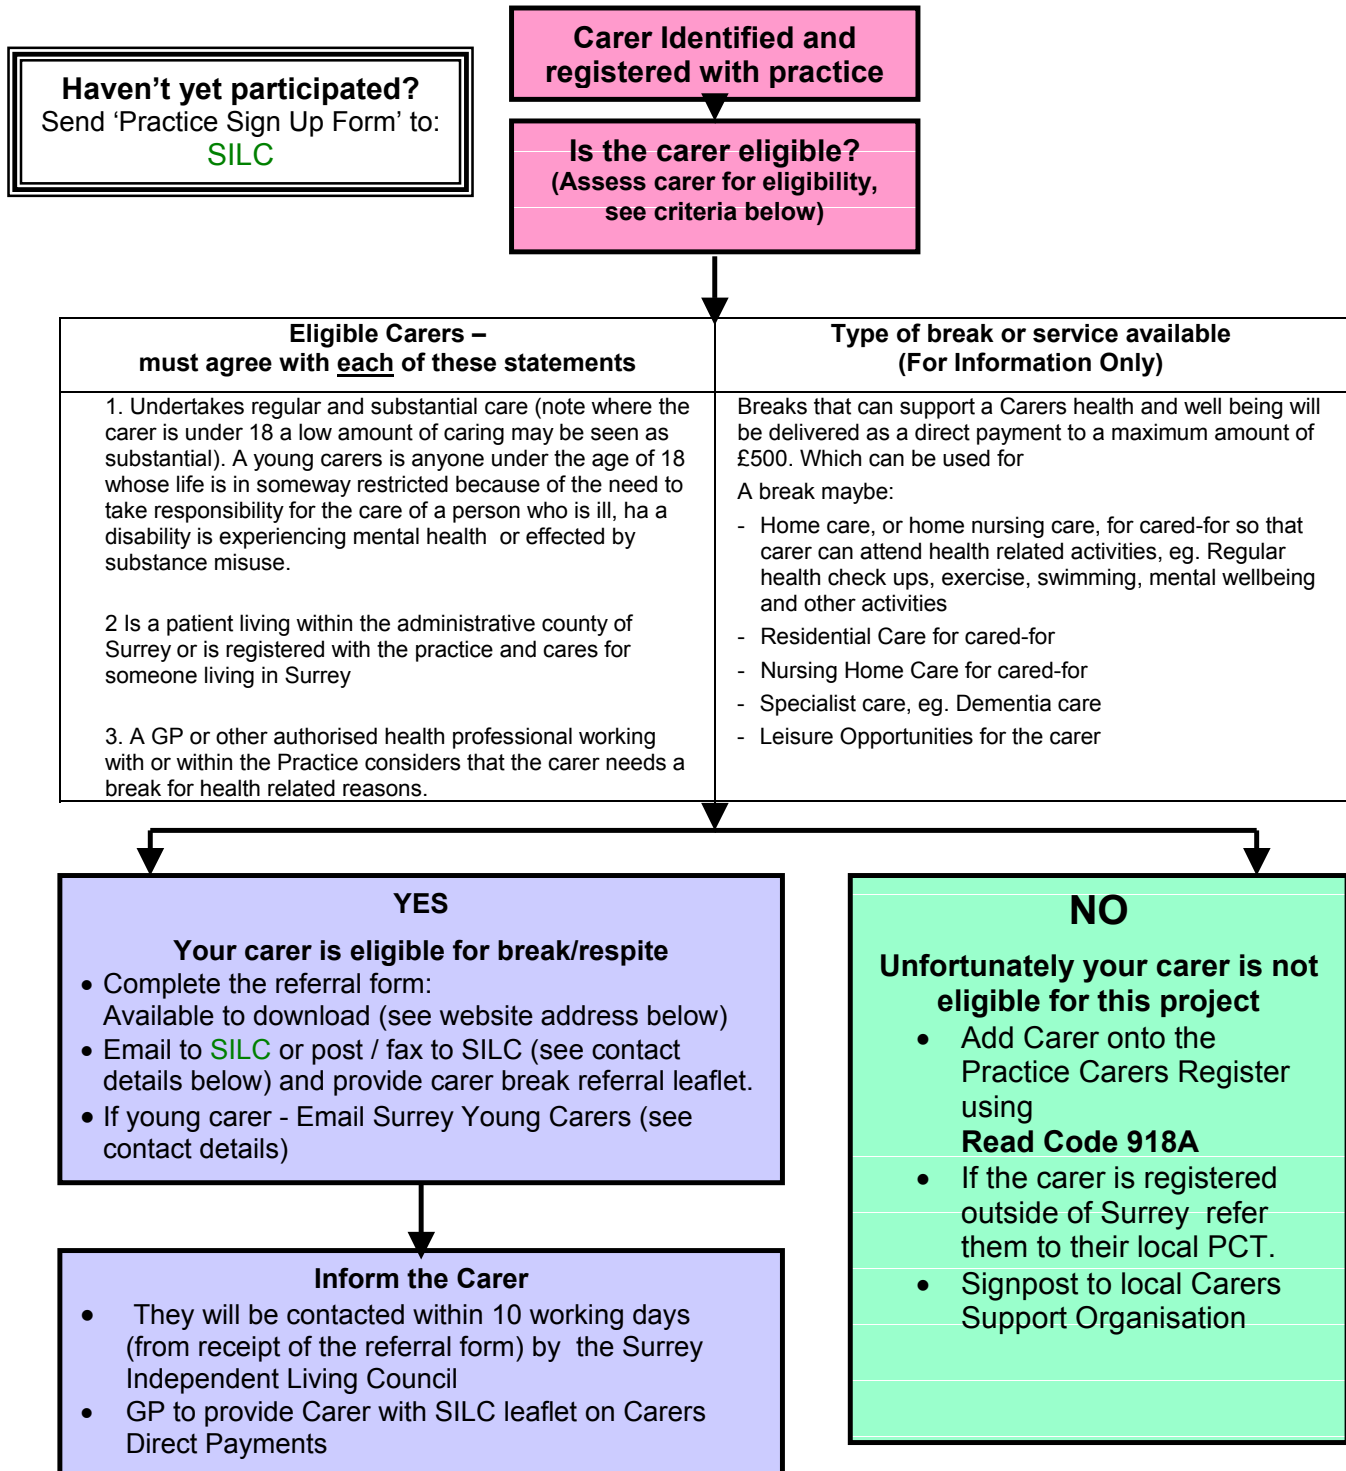 Haven't yet participated?
Send 'Practice Sign Up Form' to:
SILC
Carer Identified and
registered with practice
Is the carer eligible?
(Assess carer for eligibility,
see criteria below)
Eligible Carers –
must agree with each of these statements
1. Undertakes regular and substantial care (note where the
carer is under 18 a low amount of caring may be seen as
substantial). A young carers is anyone under the age of 18
whose life is in someway restricted because of the need to
take responsibility for the care of a person who is ill, ha a
disability is experiencing mental health  or effected by
substance misuse.
2 Is a patient living within the administrative county of
Surrey or is registered with the practice and cares for
someone living in Surrey
3. A GP or other authorised health professional working
with or within the Practice considers that the carer needs a
break for health related reasons.
Type of break or service available
(For Information Only)
Breaks that can support a Carers health and well being will
be delivered as a direct payment to a maximum amount of
£500. Which can be used for
A break maybe:
- Home care, or home nursing care, for cared-for so that
carer can attend health related activities, eg. Regular
health check ups, exercise, swimming, mental wellbeing
and other activities
- Residential Care for cared-for
- Nursing Home Care for cared-for
- Specialist care, eg. Dementia care
- Leisure Opportunities for the carer
YES
Your carer is eligible for break/respite
• Complete the referral form:
Available to download (see website address below)
• Email to SILC or post / fax to SILC (see contact
details below) and provide carer break referral leaflet.
• If young carer - Email Surrey Young Carers (see
contact details)
Inform the Carer
• They will be contacted within 10 working days
(from receipt of the referral form) by  the Surrey
Independent Living Council
• GP to provide Carer with SILC leaflet on Carers
Direct Payments
NO
Unfortunately your carer is not
eligible for this project
• Add Carer onto the
Practice Carers Register
using
Read Code 918A
• If the carer is registered
outside of Surrey  refer
them to their local PCT.
• Signpost to local Carers
Support Organisation